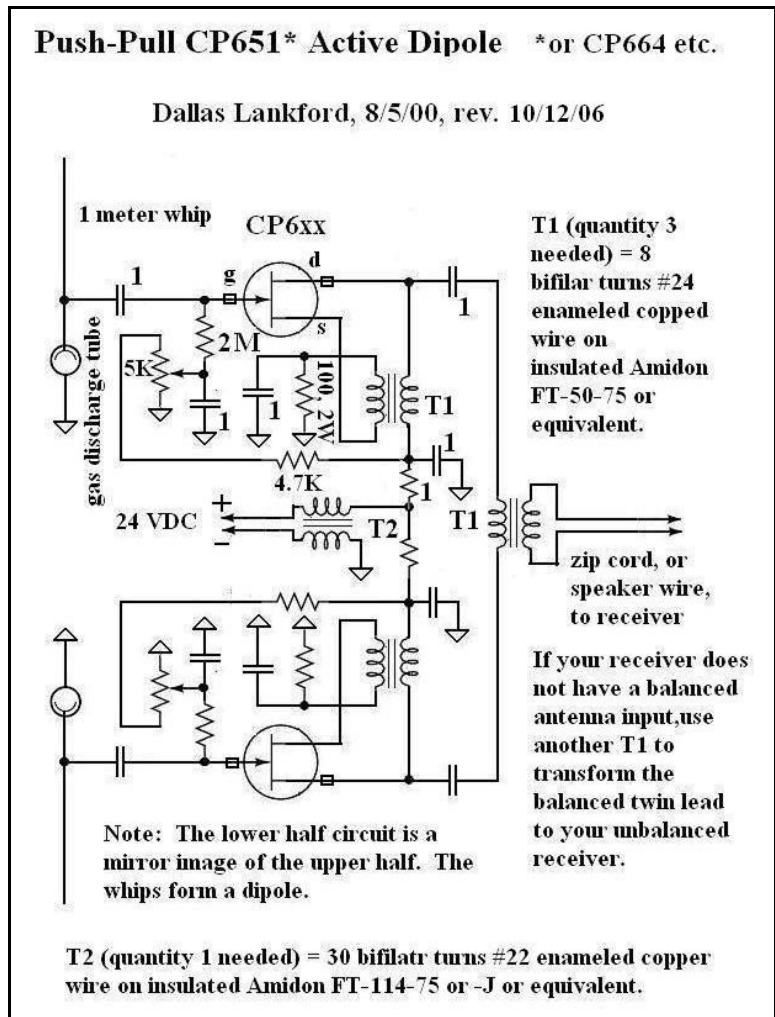 Push-Pull CP651* Active Dipole *or CP664 etc.
Dallas Lankford, 8/5/00, rev. 10/12/06
1 meter whip
CP6xx
T1 (quantity 3
needed) = 8
bifilar turns #24
enameled copped
wire on
insulated Amidon
FT-50-75 or
equivalent.
1
g
d
s
1
2M
5K
1
1
100, 2W
T1
gas discharge tube
1
4.7K
1
+
24 VDC
–
T2
T1
zip cord, or
speaker wire,
to receiver
If your receiver does
not have a balanced
antenna input,use
another T1 to
transform the
balanced twin lead
to your unbalanced
receiver.
Note: The lower half circuit is a
mirror image of the upper half. The
whips form a dipole.
T2 (quantity 1 needed) = 30 bifilatr turns #22 enameled copper
wire on insulated Amidon FT-114-75 or -J or equivalent.